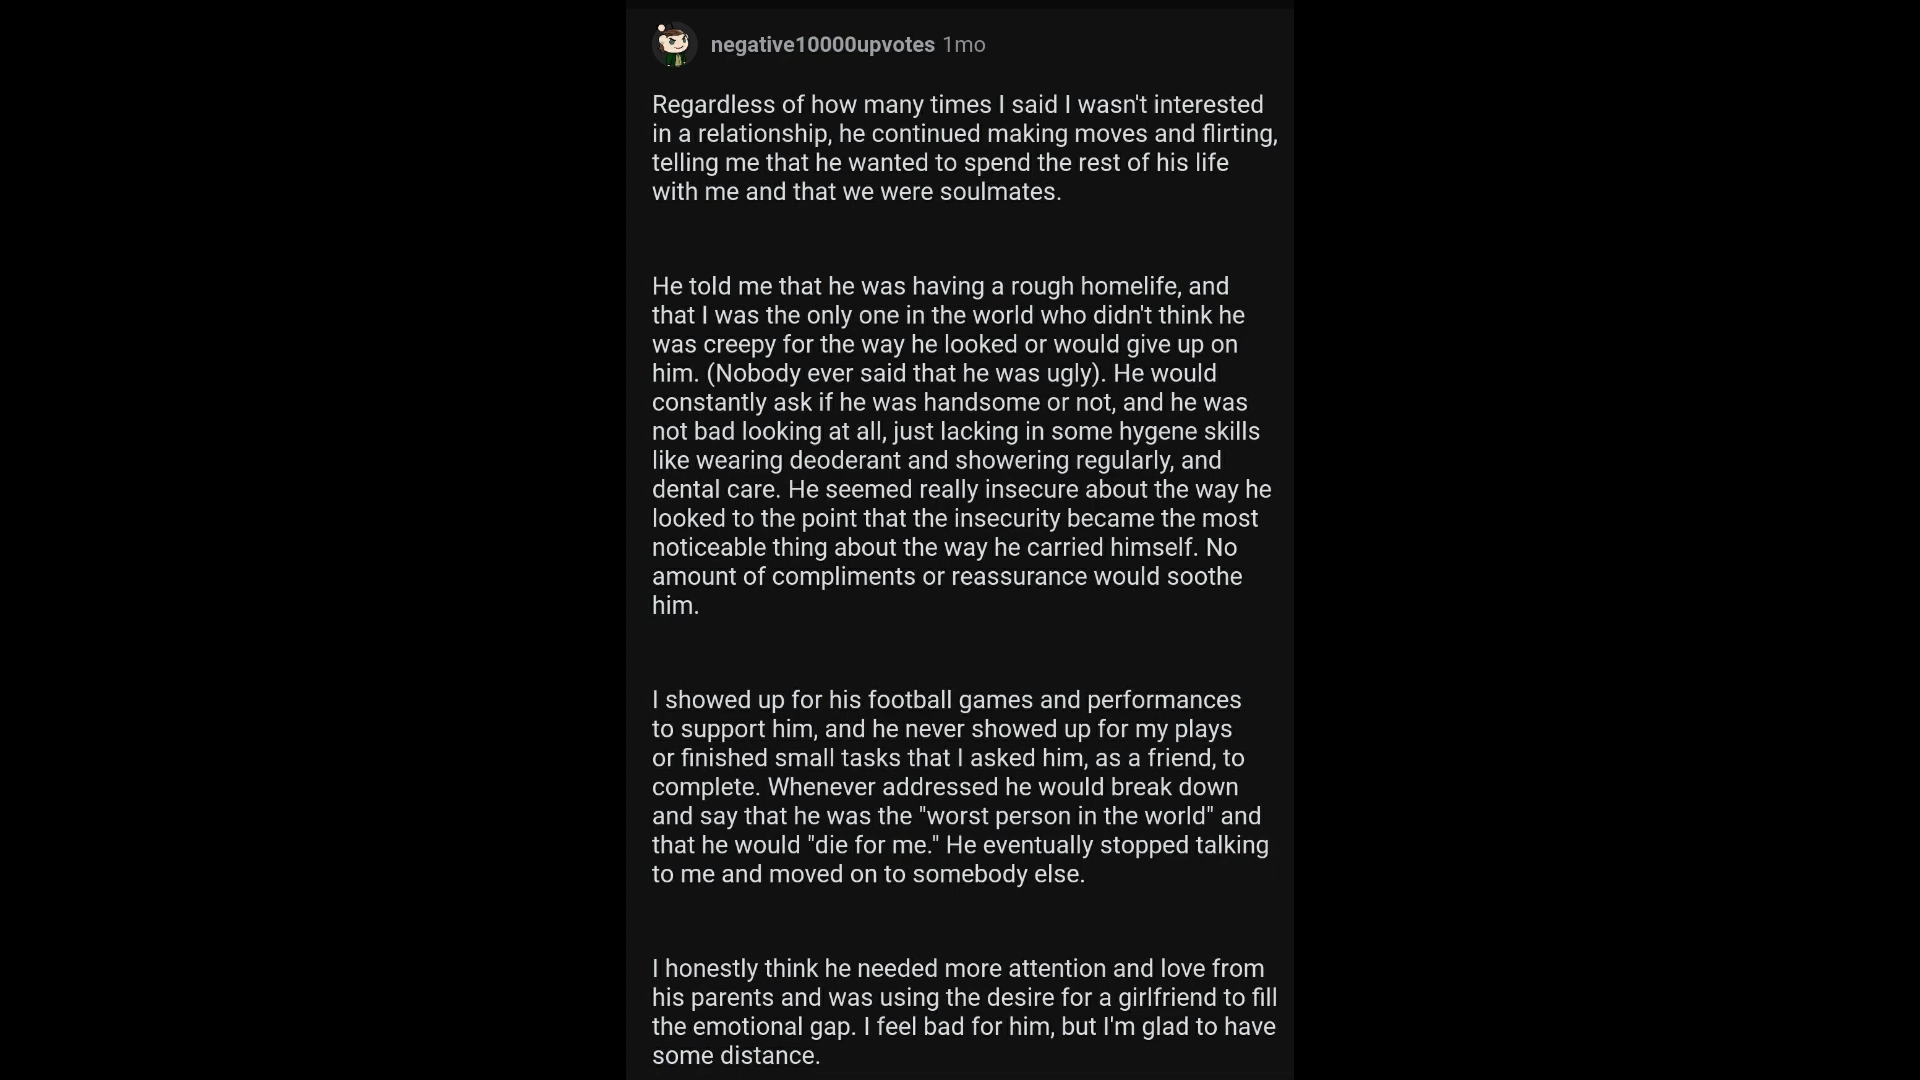 negative10000upvotes 1mo
Regardless of how many times I said I wasn't interested
in a relationship, he continued making moves and flirting,
telling me that he wanted to spend the rest of his life
with me and that we were soulmates.
He told me that he was having a rough homelife, and
that I was the only one in the world who didn't think he
was creepy for the way he looked or would give up on
him. (Nobody ever said that he was ugly). He would
constantly ask if he was handsome or not, and he was
not bad looking at all, just lacking in some hygene skills
like wearing deoderant and showering regularly, and
dental care. He seemed really insecure about the way he
looked to the point that the insecurity became the most
noticeable thing about the way he carried himself. No
amount of compliments or reassurance would soothe
him.
I showed up for his football games and performances
to support him, and he never showed up for my plays
or finished small tasks that I asked him, as a friend, to
complete. Whenever addressed he would break down
and say that he was the "worst person in the world" and
that he would "die for me." He eventually stopped talking
to me and moved on to somebody else.
I honestly think he needed more attention and love from
his parents and was using the desire for a girlfriend to fill
the emotional gap. I feel bad for him, but I'm glad to have
some distance.